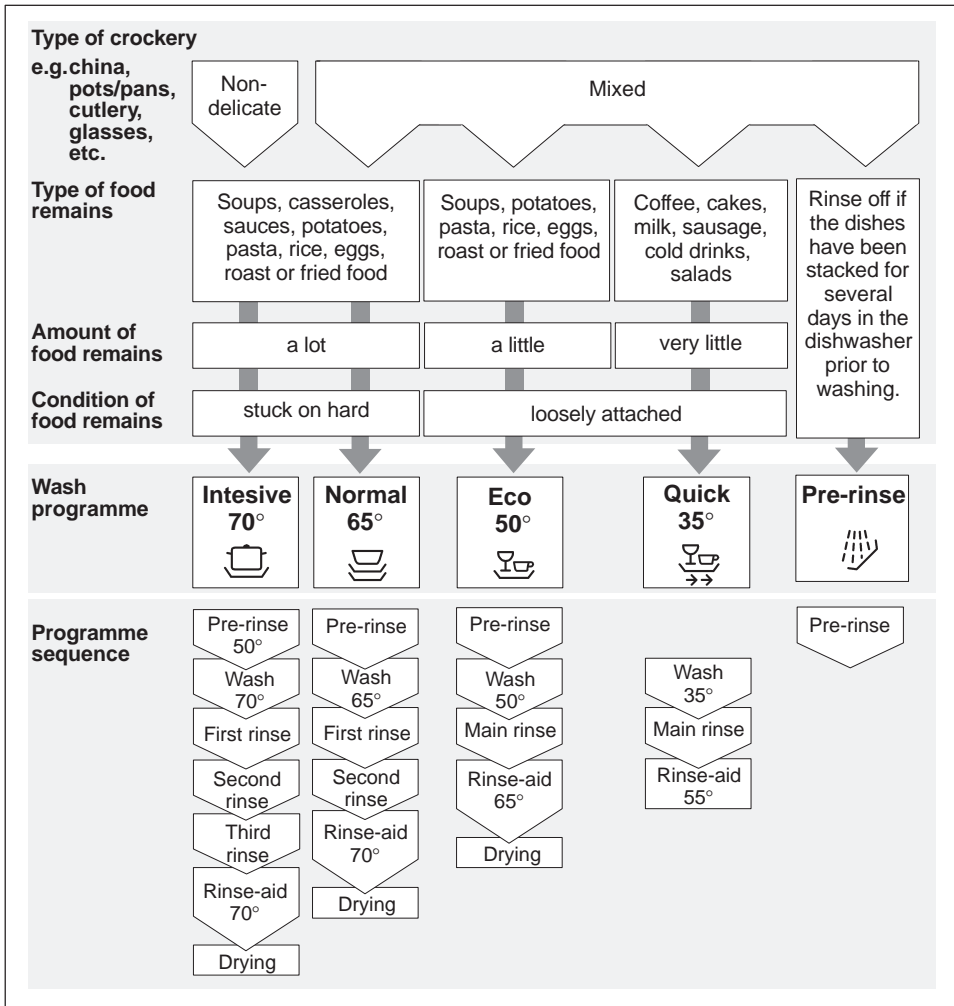 Type of crockery
e.g. china,
pots/pans,
cutlery,
glasses,
etc.
Non-
delicate
Mixed
Type of food
remains
Soups, casseroles,
sauces, potatoes,
pasta, rice, eggs,
roast or fried food
Soups, potatoes,
pasta, rice, eggs,
roast or fried food
Coffee, cakes,
milk, sausage,
cold drinks,
salads
Rinse off if
the dishes
have been
stacked for
several
days in the
dishwasher
prior to
washing.
Amount of
food remains
a lot
a little
very little
Condition of
food remains
stuck on hard
loosely attached
Wash
programme
Intesive
70°
Normal
65°
Eco
50°
Quick
35°
Pre-rinse
Programme
sequence
Pre-rinse
50°
Wash
70°
First rinse
Second
rinse
Third
rinse
Rinse-aid
70°
Drying
Pre-rinse
Wash
65°
First rinse
Second
rinse
Rinse-aid
70°
Drying
Pre-rinse
Wash
50°
Main rinse
Rinse-aid
65°
Drying
Wash
35°
Main rinse
Rinse-aid
55°
Pre-rinse